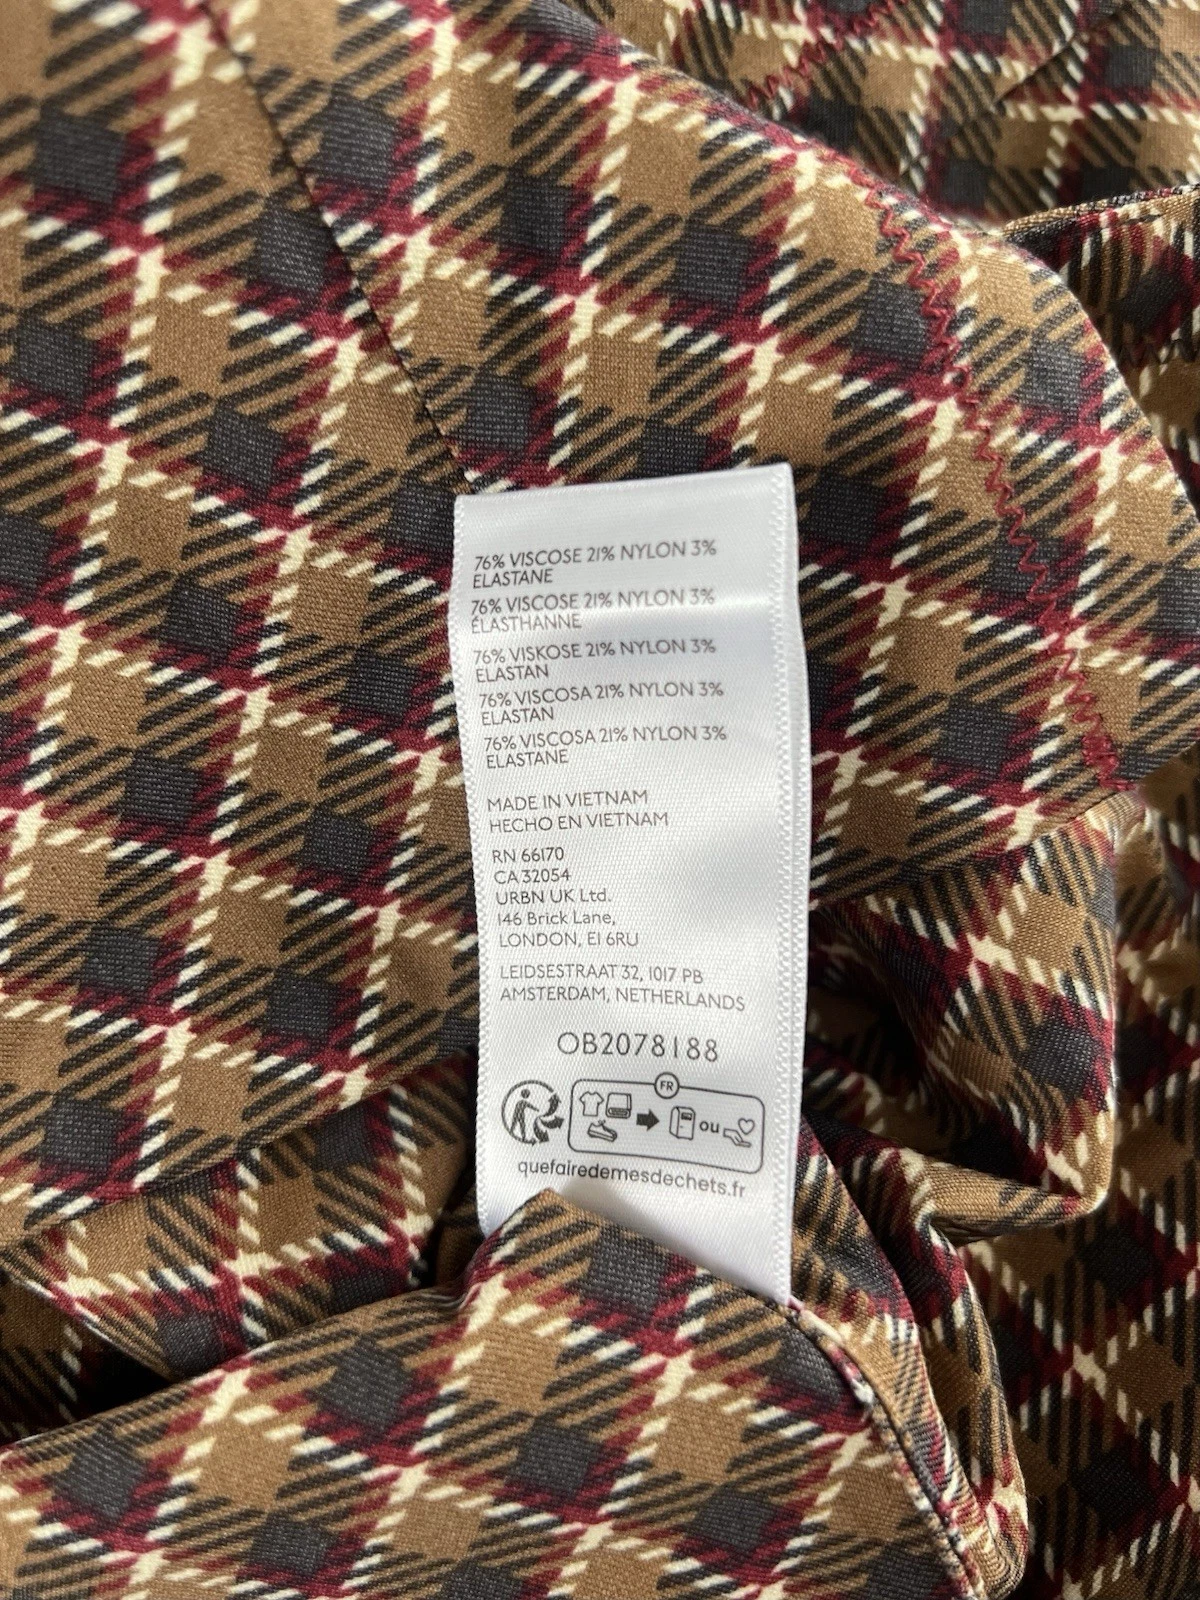 76% VISCOSE 21% NYLON 3%
ELASTANE
76% VISCOSE 21% NYLON 3%
ÉLASTHANNE
76% VISKOSE 21% NYLON 3%
ELASTAN
76% VISCOSA 21% NYLON 3%
ELASTAN
76% VISCOSA 21% NYLON 3%
ELASTANE
MADE IN VIETNAM
HECHO EN VIETNAM
RN 66170
CA 32054
URBN UK Ltd.
146 Brick Lane,
LONDON, E1 6RU
LEIDSESTRAAT 32, 1017 PB
AMSTERDAM, NETHERLANDS
OB2078188
FR
ou
quefairedemesdechets.fr